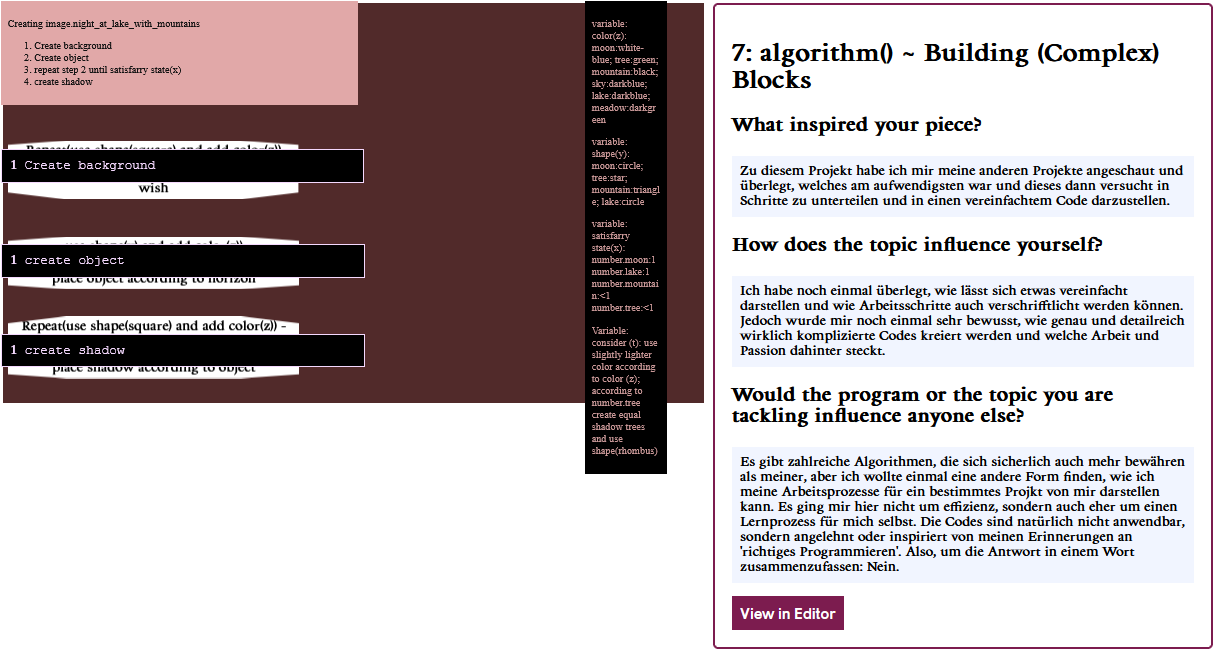 Creating image.night_at_lake_with_mountains
1. Create background
2. Create object
3. repeat step 2 until satisfarry state(x)
4. create shadow
Repeat(use shape(square) and add color(z))
1 Create background
wish
use shape(z) and add color(z))
1 create object
place object according to horizon
Repeat(use shape(square) and add color(z)) -
1 create shadow
place shadow according to object
variable:
color(z):
moon:white-
blue; tree:green;
mountain:black;
sky:darkblue;
lake:darkblue;
meadow:darkgr
een
variable:
shape(y):
moon:circle;
tree:star;
mountain:triangl
e; lake:circle
variable:
satisfarry
state(x):
number.moon:1
number.lake:1
number.mountai
n:<1
number.tree:<1
Variable:
consider (t): use
slightly lighter
color according
to color (z);
according to
number.tree
create equal
shadow trees
and use
shape(rhombus)
7: algorithm() ~ Building (Complex)
Blocks
What inspired your piece?
Zu diesem Projekt habe ich mir meine anderen Projekte angeschaut und
überlegt, welches am aufwendigsten war und dieses dann versucht in
Schritte zu unterteilen und in einen vereinfachtem Code darzustellen.
How does the topic influence yourself?
Ich habe noch einmal überlegt, wie lässt sich etwas vereinfacht
darstellen und wie Arbeitsschritte auch verschrifftlicht werden können.
Jedoch wurde mir noch einmal sehr bewusst, wie genau und detailreich
wirklich komplizierte Codes kreiert werden und welche Arbeit und
Passion dahinter steckt.
Would the program or the topic you are
tackling influence anyone else?
Es gibt zahlreiche Algorithmen, die sich sicherlich auch mehr bewähren
als meiner, aber ich wollte einmal eine andere Form finden, wie ich
meine Arbeitsprozesse für ein bestimmtes Projkt von mir darstellen
kann. Es ging mir hier nicht um effizienz, sondern auch eher um einen
Lernprozess für mich selbst. Die Codes sind natürlich nicht anwendbar,
sondern angelehnt oder inspiriert von meinen Erinnerungen an
'richtiges Programmieren'. Also, um die Antwort in einem Wort
zusammenzufassen: Nein.
View in Editor